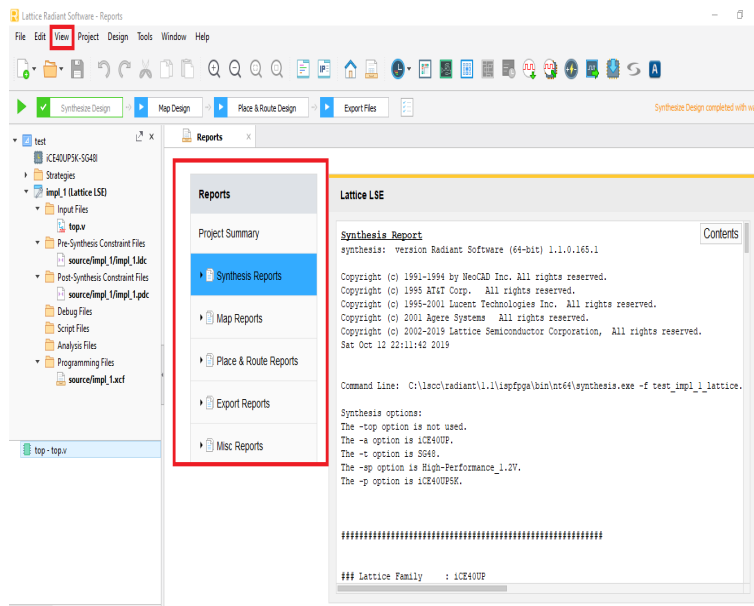 Lattice Radiant Software - Reports
File Edit View Project Design Tools Window Help
Synthesize Design Map Design Place & Route Design Export Files Synthesize Design completed with
test
iCE40UP5K-SG48I
Strategies
impl_1 (Lattice LSE)
Input Files
top.v
Pre-Synthesis Constraint Files
source/impl_1/impl_1.ldc
Post-Synthesis Constraint Files
source/impl_1/impl_1.pdc
Debug Files
Script Files
Analysis Files
Programming Files
source/impl_1.xcf
top - top.v
Reports
Reports
Project Summary
Synthesis Reports
Map Reports
Place & Route Reports
Export Reports
Misc Reports
Lattice LSE
Contents
Synthesis Report
synthesis: version Radiant Software (64-bit) 1.1.0.165.1
Copyright (c) 1991-1994 by NeoCAD Inc. All rights reserved.
Copyright (c) 1995 AT&T Corp. All rights reserved.
Copyright (c) 1995-2001 Lucent Technologies Inc. All rights reserved.
Copyright (c) 2001 Agere Systems All rights reserved.
Copyright (c) 2002-2019 Lattice Semiconductor Corporation, All rights reserved.
Sat Oct 12 22:11:42 2019
Command Line: C:\lscc\radiant\1.1\ispfpga\bin\nt64\synthesis.exe -f test_impl_1_lattice.
Synthesis options:
The -top option is not used.
The -a option is iCE40UP.
The -t option is SG48.
The -sp option is High-Performance_1.2V.
The -p option is iCE40UP5K.
##########################################################
### Lattice Family : iCE40UP